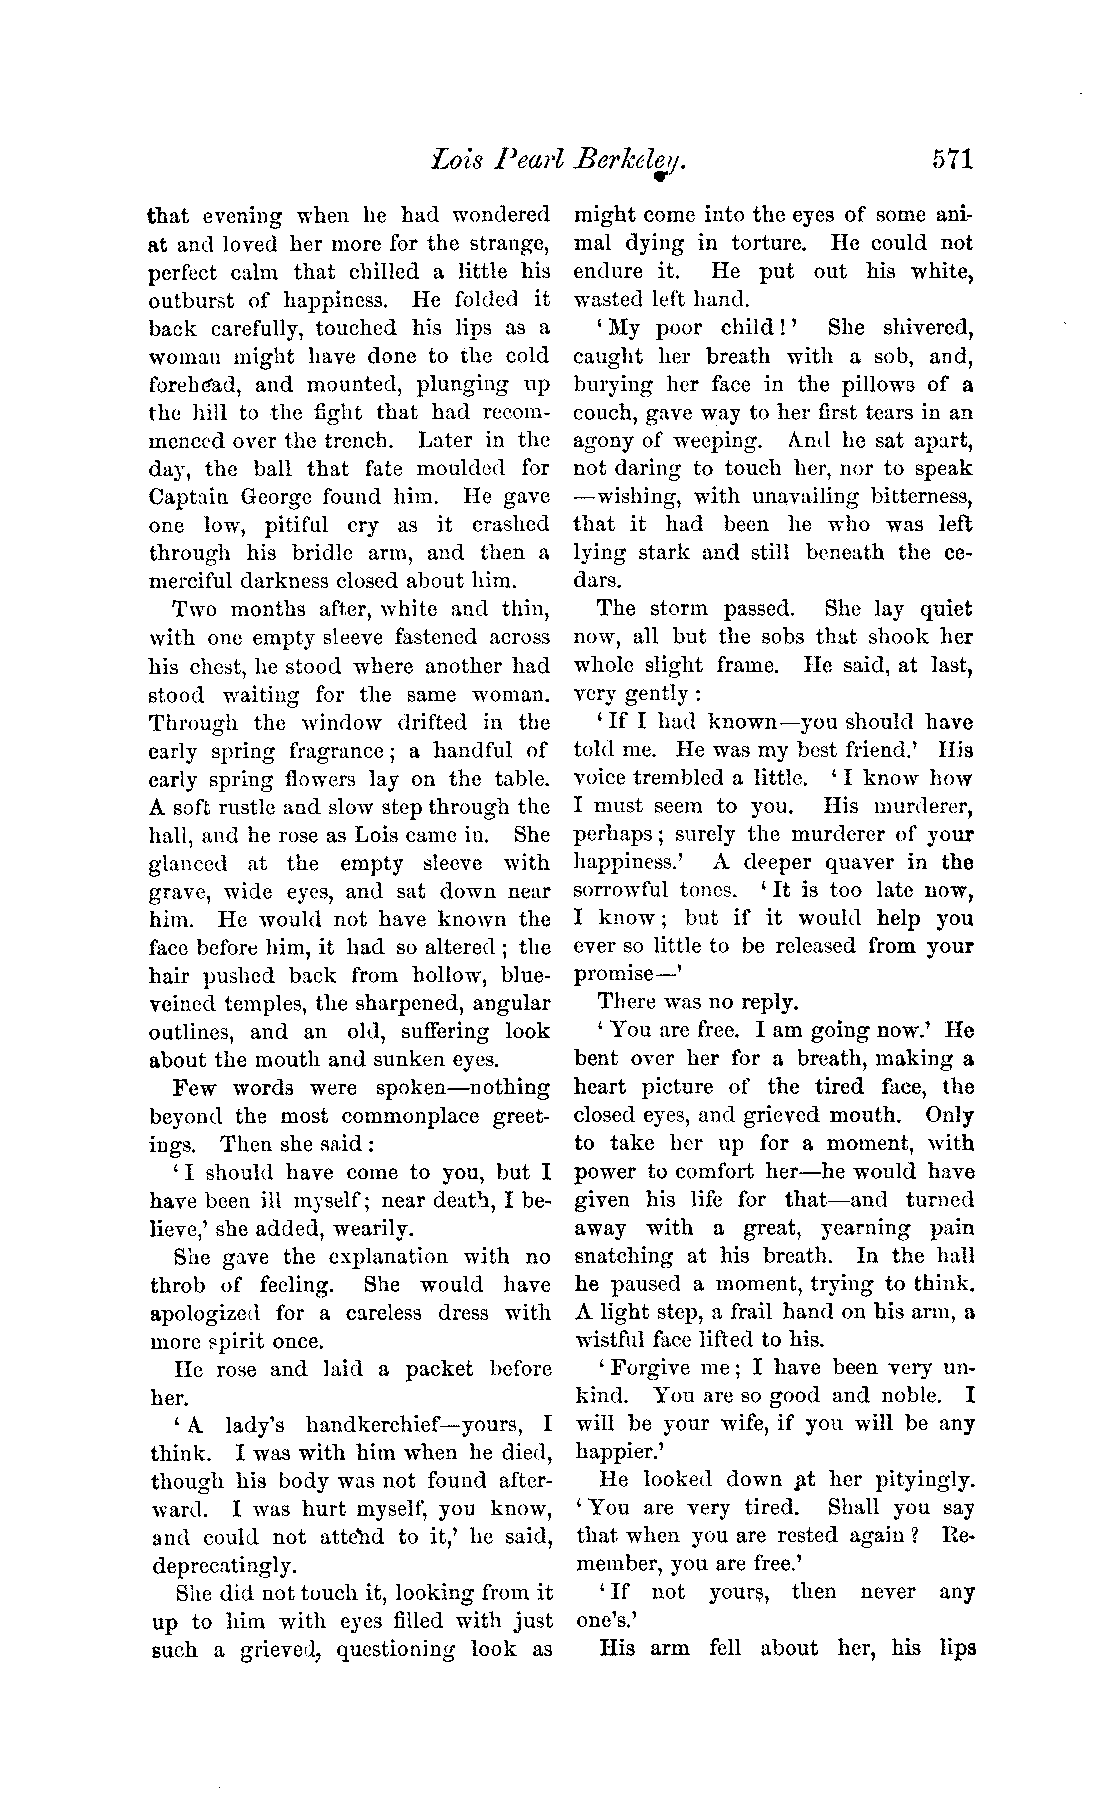 Lois Pearl Berkeley. 571
that evening when he had wondered
at and loved her more for the strange,
perfect calm that chilled a little his
outburst of happiness. He folded it
back carefully, touched his lips as a
woman might have done to the cold
forehead, and mounted, plunging up
the hill to the fight that had recom-
menced over the trench. Later in the
day, the ball that fate moulded for
Captain George found him. He gave
one low, pitiful cry as it crashed
through his bridle arm, and then a
merciful darkness closed about him.
Two months after, white and thin,
with one empty sleeve fastened across
his chest, he stood where another had
stood waiting for the same woman.
Through the window drifted in the
early spring fragrance; a handful of
early spring flowers lay on the table.
A soft rustle and slow step through the
hall, and he rose as Lois came in. She
glanced at the empty sleeve with
grave, wide eyes, and sat down near
him. He would not have known the
face before him, it had so altered; the
hair pushed back from hollow, blue-
veined temples, the sharpened, angular
outlines, and an old, suffering look
about the mouth and sunken eyes.
Few words were spoken—nothing
beyond the most commonplace greet-
ings. Then she said:
'I should have come to you, but I
have been ill myself; near death, I be-
lieve,' she added, wearily.
She gave the explanation with no
throb of feeling. She would have
apologized for a careless dress with
more spirit once.
He rose and laid a packet before
her.
'A lady's handkerchief—yours, I
think. I was with him when he died,
though his body was not found after-
ward. I was hurt myself, you know,
and could not attend to it,' he said,
deprecatingly.
She did not touch it, looking from it
up to him with eyes filled with just
such a grieved, questioning look as
might come into the eyes of some ani-
mal dying in torture. He could not
endure it. He put out his white,
wasted left hand.
'My poor child!' She shivered,
caught her breath with a sob, and,
burying her face in the pillows of a
couch, gave way to her first tears in an
agony of weeping. And he sat apart,
not daring to touch her, nor to speak
—wishing, with unavailing bitterness,
that it had been he who was left
lying stark and still beneath the ce-
dars.
The storm passed. She lay quiet
now, all but the sobs that shook her
whole slight frame. He said, at last,
very gently:
'If I had known—you should have
told me. He was my best friend.' His
voice trembled a little. 'I know how
I must seem to you. His murderer,
perhaps; surely the murderer of your
happiness.' A deeper quaver in the
sorrowful tones. 'It is too late now,
I know; but if it would help you
ever so little to be released from your
promise—'
There was no reply.
'You are free. I am going now.' He
bent over her for a breath, making a
heart picture of the tired face, the
closed eyes, and grieved mouth. Only
to take her up for a moment, with
power to comfort her—he would have
given his life for that—and turned
away with a great, yearning pain
snatching at his breath. In the hall
he paused a moment, trying to think.
A light step, a frail hand on his arm, a
wistful face lifted to his.
'Forgive me; I have been very un-
kind. You are so good and noble. I
will be your wife, if you will be any
happier.'
He looked down at her pityingly.
'You are very tired. Shall you say
that when you are rested again? Re-
member, you are free.'
'If not yours, then never any
one's.'
His arm fell about her, his lips